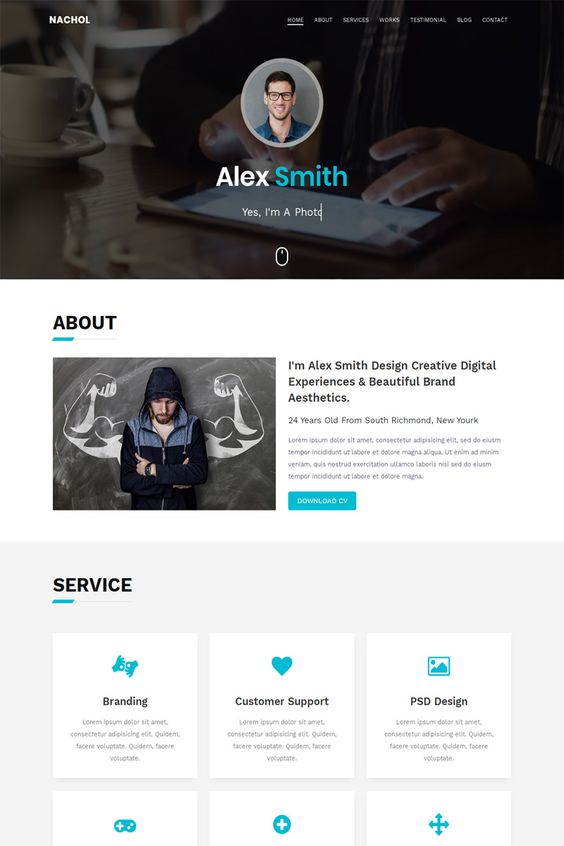 NACHOL
HOME ABOUT SERVICES WORKS TESTIMONIAL BLOG CONTACT
Alex Smith
Yes, I'm A Photo
ABOUT
I'm Alex Smith Design Creative Digital
Experiences & Beautiful Brand
Aesthetics.
24 Years Old From South Richmond, New Yourk
Lorem ipsum dolor sit amet, consectetur adipisicing elit, sed do eiusm
tempor incididunt ut labore et dolore magna aliqua. Ut enim ad minim
veniam, quis nostrud exercitation ullamco laboris nisi sed do eiusm
tempor incididunt ut labore et dolore magna.
DOWNLOAD CV
SERVICE
Branding
Lorem ipsum dolor sit amet,
consectetur adipisicing elit. Quidem,
facere voluptate. Quidem, facere
voluptate.
Customer Support
Lorem ipsum dolor sit amet,
consectetur adipisicing elit. Quidem,
facere voluptate. Quidem, facere
voluptate.
PSD Design
Lorem ipsum dolor sit amet,
consectetur adipisicing elit. Quidem,
facere voluptate. Quidem, facere
voluptate.